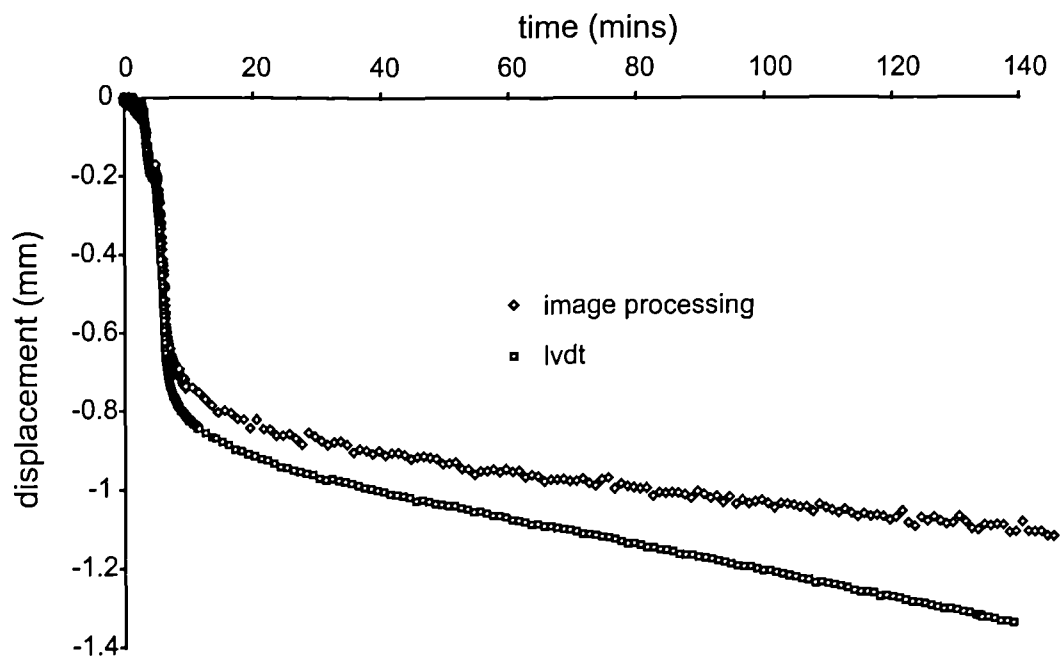 time (mins)
0 20 40 60 80 100 120 140
0
-0.2
-0.4
-0.6
-0.8
-1
-1.2
-1.4
displacement (mm)
image processing
lvdt